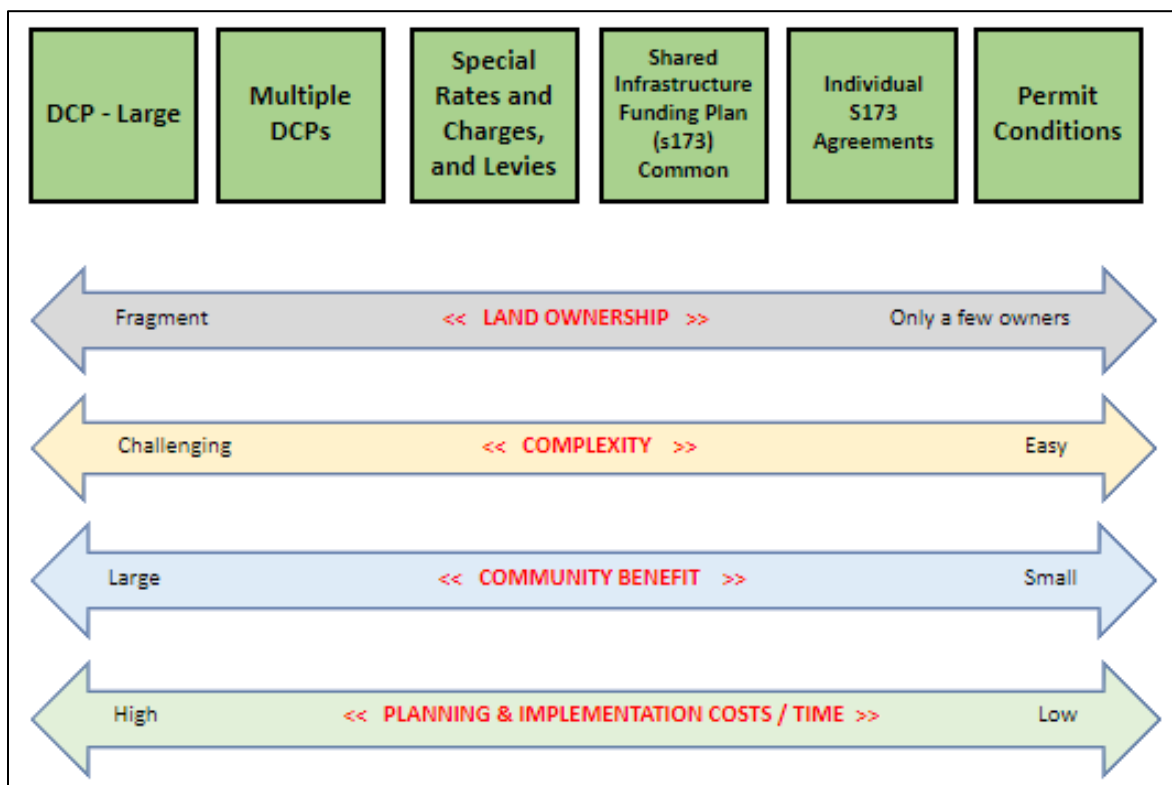 DCP - Large
Multiple
DCPs
Special
Rates and
Charges,
and Levies
Shared
Infrastructure
Funding Plan
(s173)
Common
Individual
S173
Agreements
Permit
Conditions
Fragment << LAND OWNERSHIP >> Only a few owners
Challenging << COMPLEXITY >> Easy
Large << COMMUNITY BENEFIT >> Small
High << PLANNING & IMPLEMENTATION COSTS / TIME >> Low